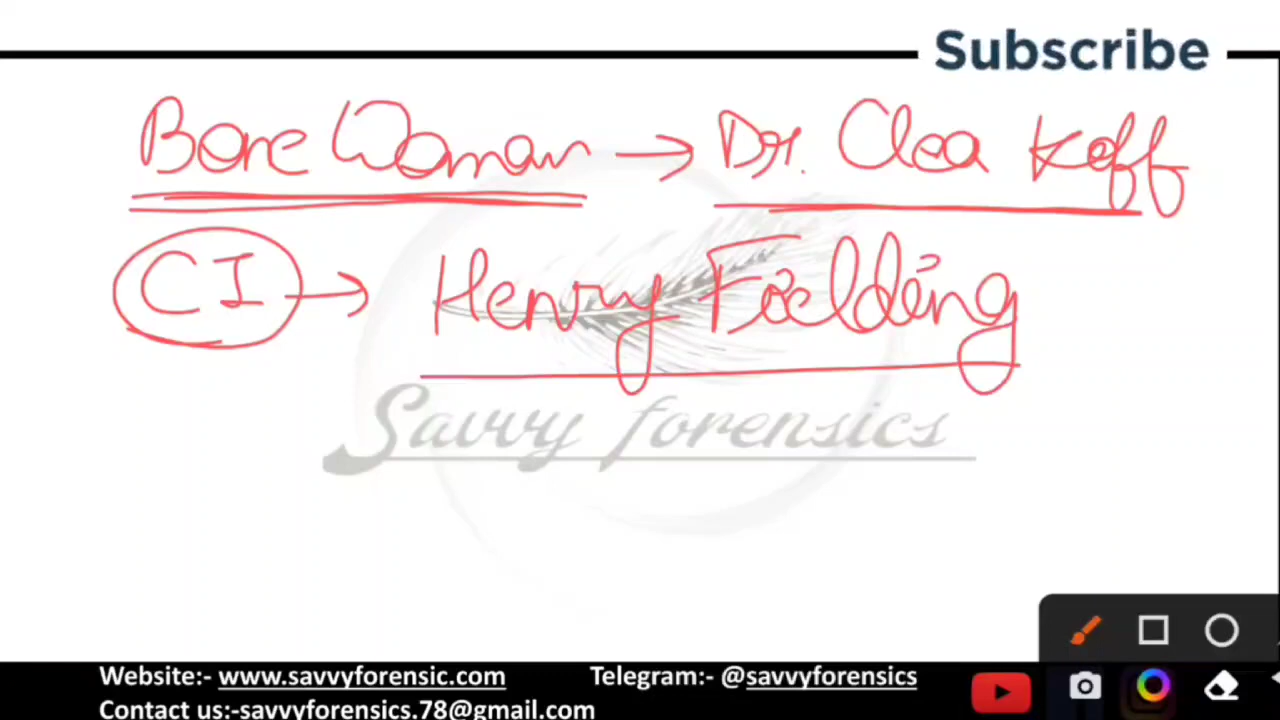 Subscribe
Bone Woman → Dr. Clea Koff
CI → Henry Fielding
Savvy forensics
Website:- www.savvyforensic.com Telegram:- @savvyforensics
Contact us:-savvyforensics.78@gmail.com